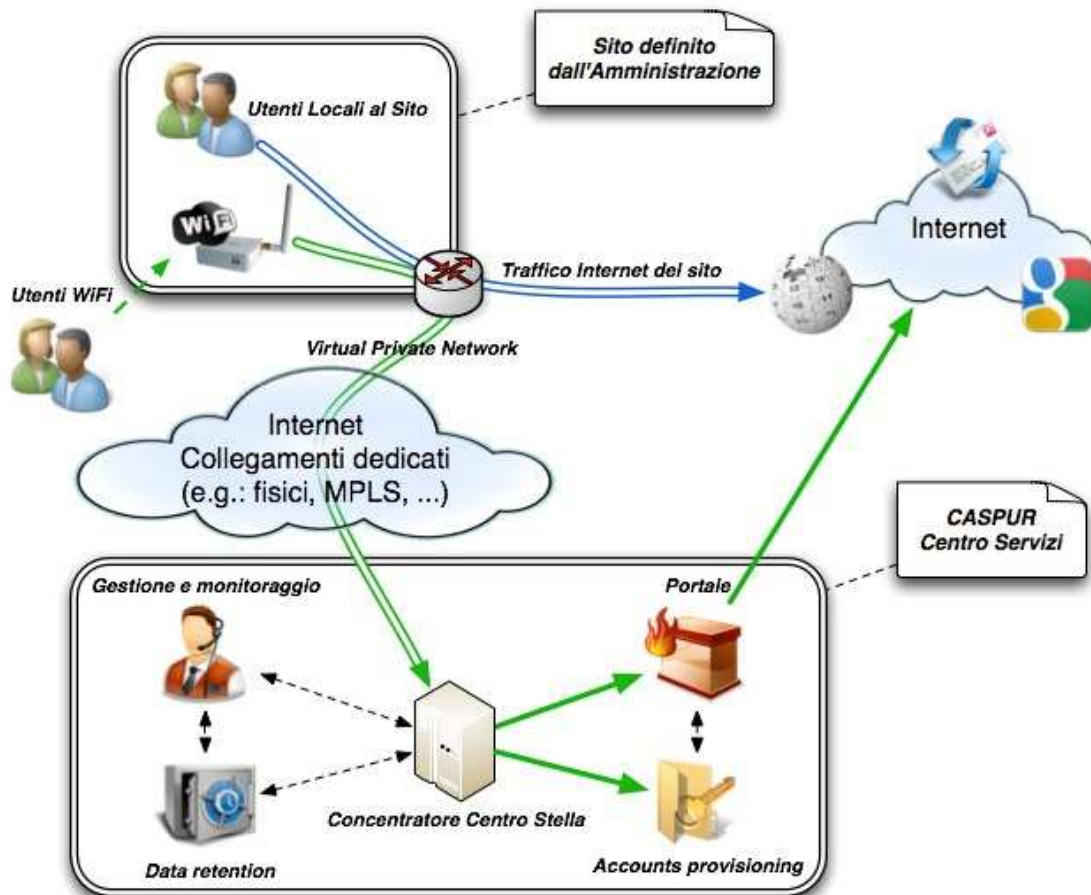 Sito definito
dall'Amministrazione
Utenti Locali al Sito
WiFi
Internet
Traffico Internet del sito
Utenti WiFi
Virtual Private Network
Internet
Collegamenti dedicati
(e.g.: fisici, MPLS, ...)
CASPUR
Centro Servizi
Gestione e monitoraggio
Portale
Concentratore Centro Stella
Data retention
Accounts provisioning